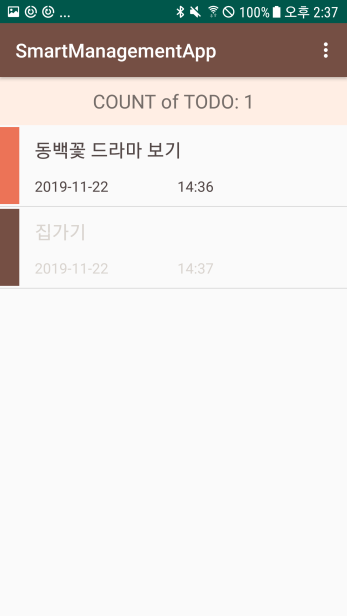 ... 100% 오후 2:37
SmartManagementApp
COUNT of TODO: 1
동백꽃 드라마 보기
2019-11-22 14:36
집가기
2019-11-22 14:37